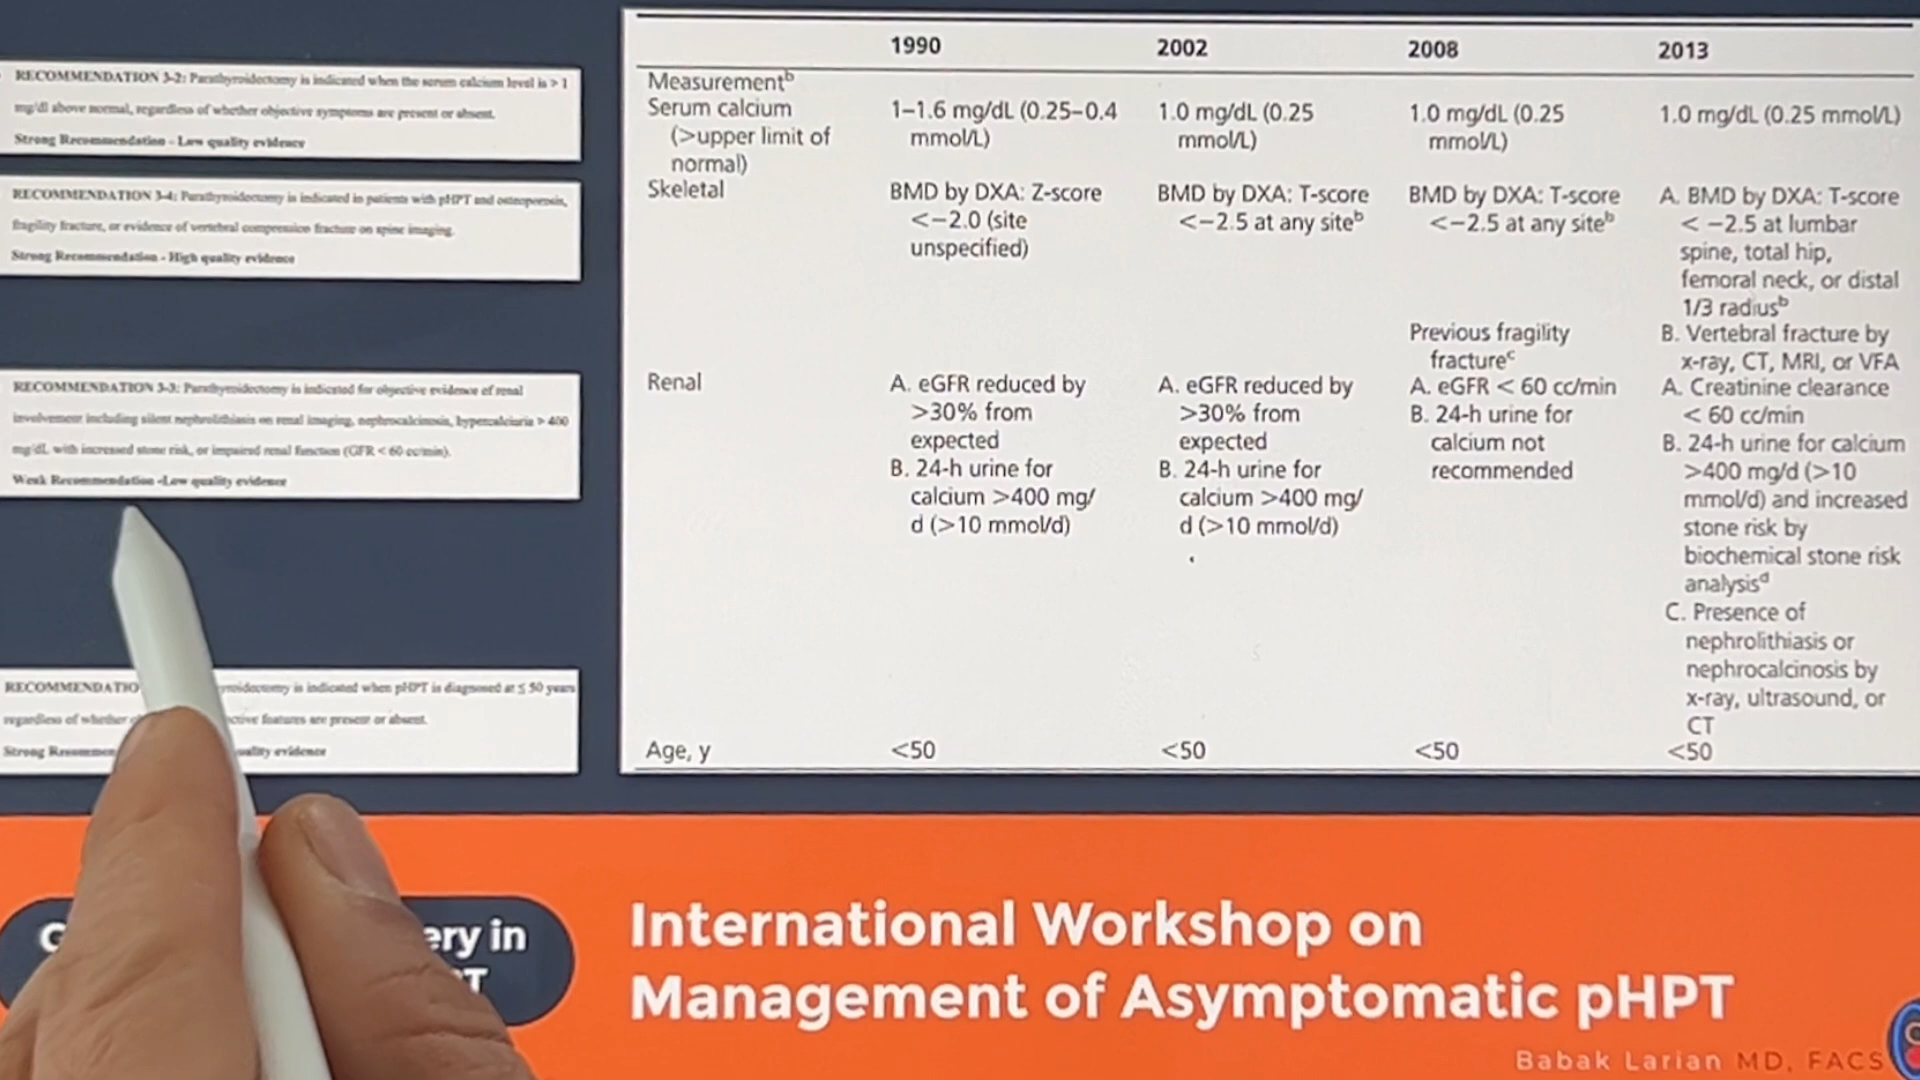 RECOMMENDATION 3-2: Parathyroidectomy is indicated when the serum calcium level is > 1
mg/dl above normal, regardless of whether objective symptoms are present or absent.
Strong Recommendation - Low quality evidence
RECOMMENDATION 3-4: Parathyroidectomy is indicated in patients with pHPT and osteoporosis,
fragility fracture, or evidence of vertebral compression fracture on spine imaging.
Strong Recommendation - High quality evidence
RECOMMENDATION 3-3: Parathyroidectomy is indicated for objective evidence of renal
involvement including silent nephrolithiasis on renal imaging, nephrocalcinosis, hypercalciuria > 400
mg/dL with increased stone risk, or impaired renal function (GFR < 60 cc/min).
Weak Recommendation -Low quality evidence
RECOMMENDATIO roidectomy is indicated when pHPT is diagnosed at ≤ 50 years
regardless of whether ctive features are present or absent.
Strong Recommen uality evidence
1990 2002 2008 2013
Measurementᵇ
Serum calcium 1–1.6 mg/dL (0.25–0.4 1.0 mg/dL (0.25 1.0 mg/dL (0.25 1.0 mg/dL (0.25 mmol/L)
(>upper limit of mmol/L) mmol/L) mmol/L)
normal)
Skeletal BMD by DXA: Z-score BMD by DXA: T-score BMD by DXA: T-score A. BMD by DXA: T-score
<−2.0 (site <−2.5 at any siteᵇ <−2.5 at any siteᵇ < −2.5 at lumbar
unspecified) spine, total hip,
femoral neck, or distal
1/3 radiusᵇ
Previous fragility B. Vertebral fracture by
fractureᶜ x-ray, CT, MRI, or VFA
Renal A. eGFR reduced by A. eGFR reduced by A. eGFR < 60 cc/min A. Creatinine clearance
>30% from >30% from B. 24-h urine for < 60 cc/min
expected expected calcium not B. 24-h urine for calcium
B. 24-h urine for B. 24-h urine for recommended >400 mg/d (>10
calcium >400 mg/ calcium >400 mg/ mmol/d) and increased
d (>10 mmol/d) d (>10 mmol/d) stone risk by
biochemical stone risk
analysisᵈ
C. Presence of
nephrolithiasis or
nephrocalcinosis by
x-ray, ultrasound, or
CT
Age, y <50 <50 <50 <50
ery in
T
International Workshop on
Management of Asymptomatic pHPT
Babak Larian MD, FACS